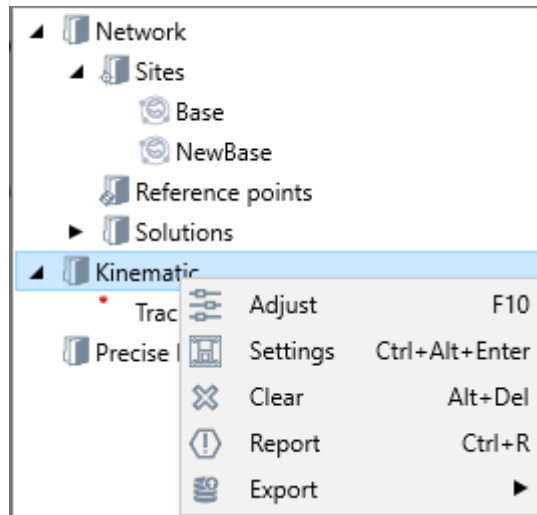 Network
Sites
Base
NewBase
Reference points
Solutions
Kinematic
Adjust F10
Settings Ctrl+Alt+Enter
Precise
Clear Alt+Del
Report Ctrl+R
Export